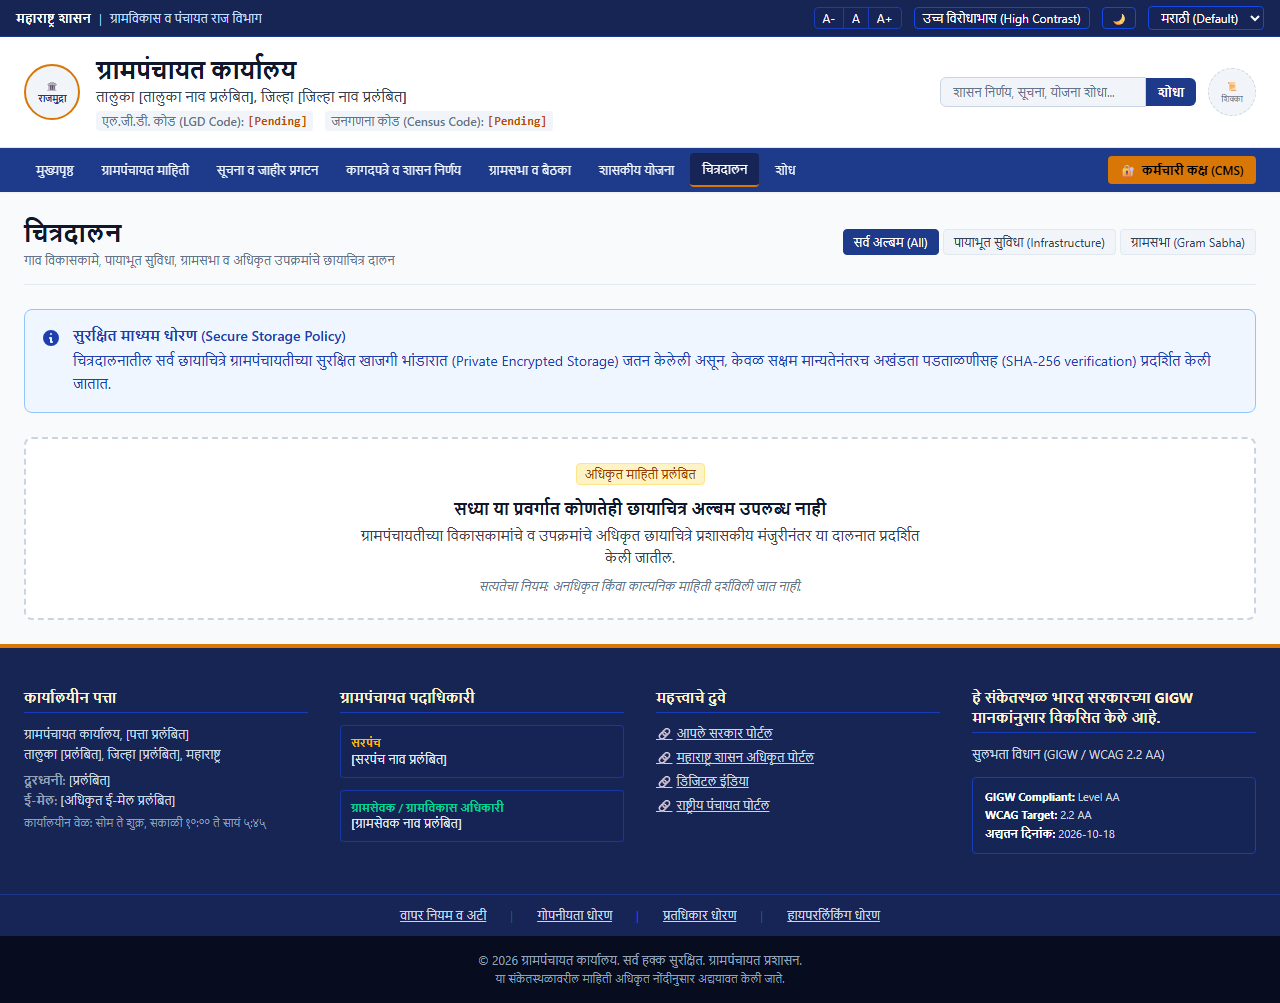 महाराष्ट्र शासन | ग्रामविकास व पंचायत राज विभाग
A- A A+ उच्च विरोधाभास (High Contrast) मराठी (Default)
राजमुद्रा
ग्रामपंचायत कार्यालय
तालुका [तालुका नाव प्रलंबित], जिल्हा [जिल्हा नाव प्रलंबित]
एल.जी.डी. कोड (LGD Code): [Pending] जनगणना कोड (Census Code): [Pending]
शासन निर्णय, सूचना, योजना शोधा... शोधा
शिक्का
मुख्यपृष्ठ ग्रामपंचायत माहिती सूचना व जाहीर प्रगटन कागदपत्रे व शासन निर्णय ग्रामसभा व बैठका शासकीय योजना चित्रदालन शोध कर्मचारी कक्ष (CMS)
चित्रदालन
गाव विकासकामे, पायाभूत सुविधा, ग्रामसभा व अधिकृत उपक्रमांचे छायाचित्र दालन
सर्व अल्बम (All) पायाभूत सुविधा (Infrastructure) ग्रामसभा (Gram Sabha)
सुरक्षित माध्यम धोरण (Secure Storage Policy)
चित्रदालनातील सर्व छायाचित्रे ग्रामपंचायतीच्या सुरक्षित खाजगी भांडारात (Private Encrypted Storage) जतन केलेली असून, केवळ सक्षम मान्यतेनंतरच अखंडता पडताळणीसह (SHA-256 verification) प्रदर्शित केली
जातात.
अधिकृत माहिती प्रलंबित
सध्या या प्रवर्गात कोणतेही छायाचित्र अल्बम उपलब्ध नाही
ग्रामपंचायतीच्या विकासकामांचे व उपक्रमांचे अधिकृत छायाचित्रे प्रशासकीय मंजुरीनंतर या दालनात प्रदर्शित
केली जातील.
सत्यतेचा नियम: अनधिकृत किंवा काल्पनिक माहिती दर्शविली जात नाही.
कार्यालयीन पत्ता
ग्रामपंचायत कार्यालय, [पत्ता प्रलंबित]
तालुका [प्रलंबित], जिल्हा [प्रलंबित], महाराष्ट्र
दूरध्वनी: [प्रलंबित]
ई-मेल: [अधिकृत ई-मेल प्रलंबित]
कार्यालयीन वेळ: सोम ते शुक्र, सकाळी १०:०० ते सायं ५:४५
ग्रामपंचायत पदाधिकारी
सरपंच
[सरपंच नाव प्रलंबित]
ग्रामसेवक / ग्रामविकास अधिकारी
[ग्रामसेवक नाव प्रलंबित]
महत्त्वाचे दुवे
आपले सरकार पोर्टल
महाराष्ट्र शासन अधिकृत पोर्टल
डिजिटल इंडिया
राष्ट्रीय पंचायत पोर्टल
हे संकेतस्थळ भारत सरकारच्या GIGW
मानकांनुसार विकसित केले आहे.
सुलभता विधान (GIGW / WCAG 2.2 AA)
GIGW Compliant: Level AA
WCAG Target: 2.2 AA
अद्यतन दिनांक: 2026-10-18
वापर नियम व अटी | गोपनीयता धोरण | प्रताधिकार धोरण | हायपरलिंकिंग धोरण
© 2026 ग्रामपंचायत कार्यालय. सर्व हक्क सुरक्षित. ग्रामपंचायत प्रशासन.
या संकेतस्थळावरील माहिती अधिकृत नोंदींनुसार अद्ययावत केली जाते.